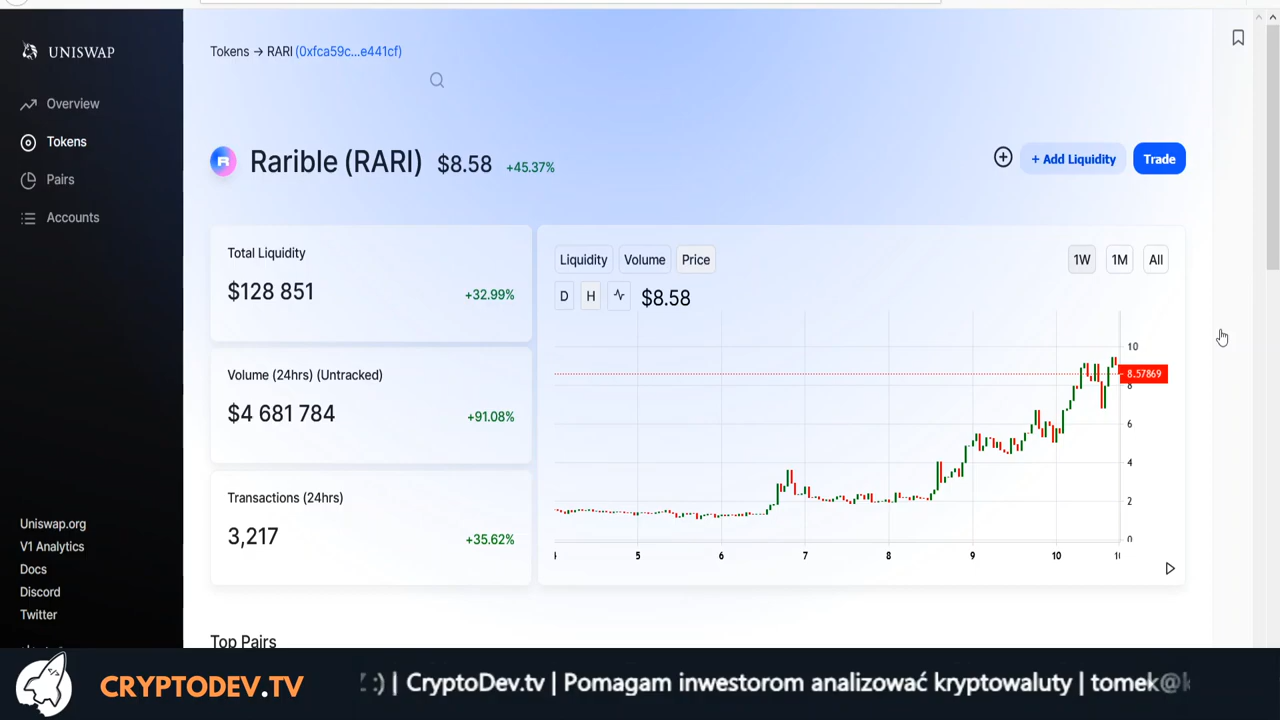 UNISWAP
Overview
Tokens
Pairs
Accounts
Uniswap.org
V1 Analytics
Docs
Discord
Twitter
Tokens → RARI (0xfca59c...e441cf)
R
Rarible (RARI) $8.58 +45.37%
+ Add Liquidity
Trade
Total Liquidity
$128 851 +32.99%
Volume (24hrs) (Untracked)
$4 681 784 +91.08%
Transactions (24hrs)
3,217 +35.62%
Liquidity Volume Price
1W 1M All
D H $8.58
10
8.57869
8
6
4
2
0
5 6 7 8 9 10
Top Pairs
CRYPTODEV.TV
:) | CryptoDev.tv | Pomagam inwestorom analizować kryptowaluty | tomek@k